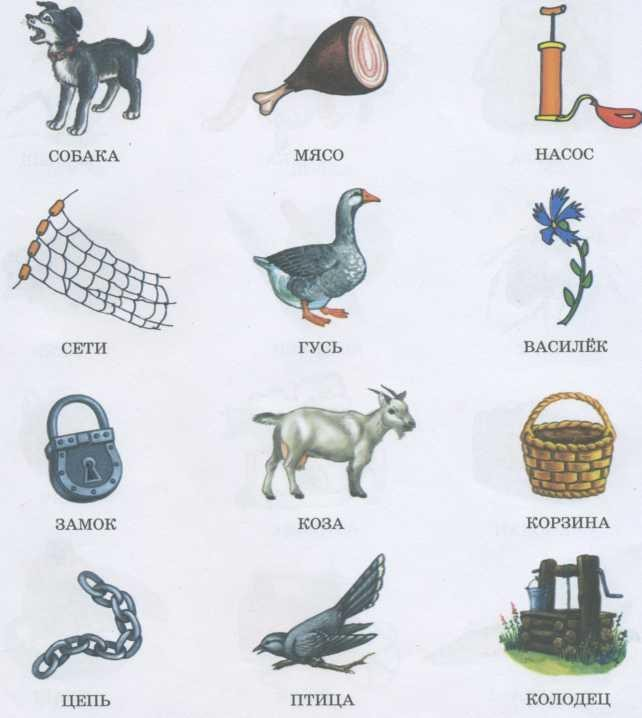 СОБАКА
МЯСО
НАСОС
СЕТИ
ГУСЬ
ВАСИЛЁК
ЗАМОК
КОЗА
КОРЗИНА
ЦЕПЬ
ПТИЦА
КОЛОДЕЦ